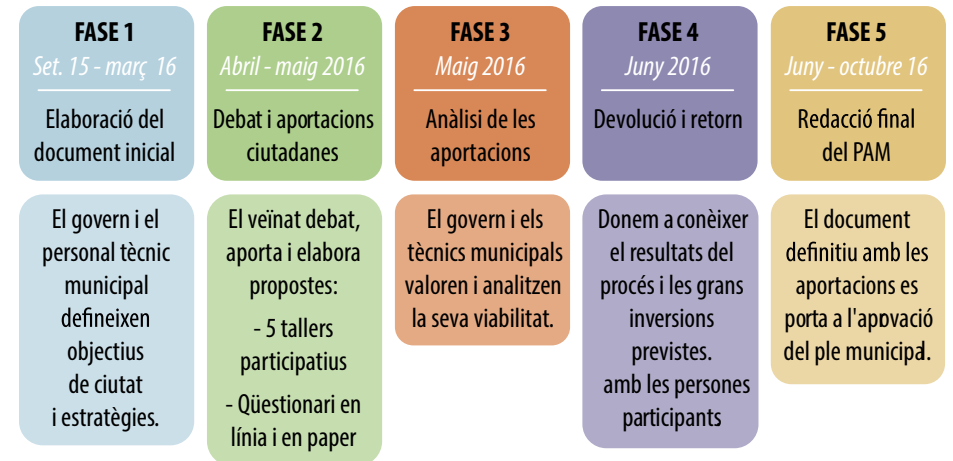 FASE 1
Set. 15 - març 16
Elaboració del
document inicial
El govern i el
personal tècnic
municipal
defineixen
objectius
de ciutat
i estratègies.
FASE 2
Abril - maig 2016
Debat i aportacions
ciutadanes
El veïnat debat,
aporta i elabora
propostes:
- 5 tallers
participatius
- Qüestionari en
línia i en paper
FASE 3
Maig 2016
Anàlisi de les
aportacions
El govern i els
tècnics municipals
valoren i analitzen
la seva viabilitat.
FASE 4
Juny 2016
Devolució i retorn
Donem a conèixer
el resultats del
procés i les grans
inversions
previstes.
amb les persones
participants
FASE 5
Juny - octubre 16
Redacció final
del PAM
El document
definitiu amb les
aportacions es
porta a l'aprovació
del ple municipal.